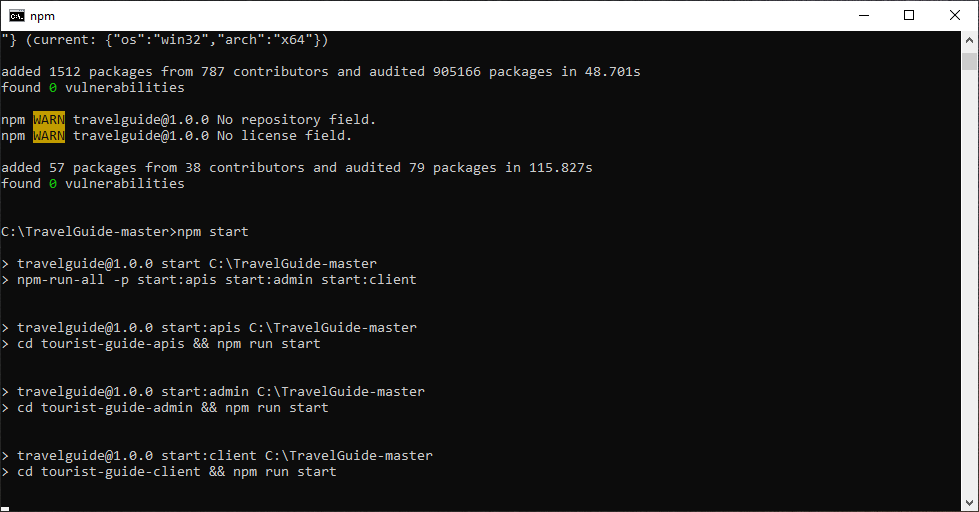 npm
"} (current: {"os":"win32","arch":"x64"})
added 1512 packages from 787 contributors and audited 905166 packages in 48.701s
found 0 vulnerabilities
npm WARN travelguide@1.0.0 No repository field.
npm WARN travelguide@1.0.0 No license field.
added 57 packages from 38 contributors and audited 79 packages in 115.827s
found 0 vulnerabilities
C:\TravelGuide-master>npm start
> travelguide@1.0.0 start C:\TravelGuide-master
> npm-run-all -p start:apis start:admin start:client
> travelguide@1.0.0 start:apis C:\TravelGuide-master
> cd tourist-guide-apis && npm run start
> travelguide@1.0.0 start:admin C:\TravelGuide-master
> cd tourist-guide-admin && npm run start
> travelguide@1.0.0 start:client C:\TravelGuide-master
> cd tourist-guide-client && npm run start